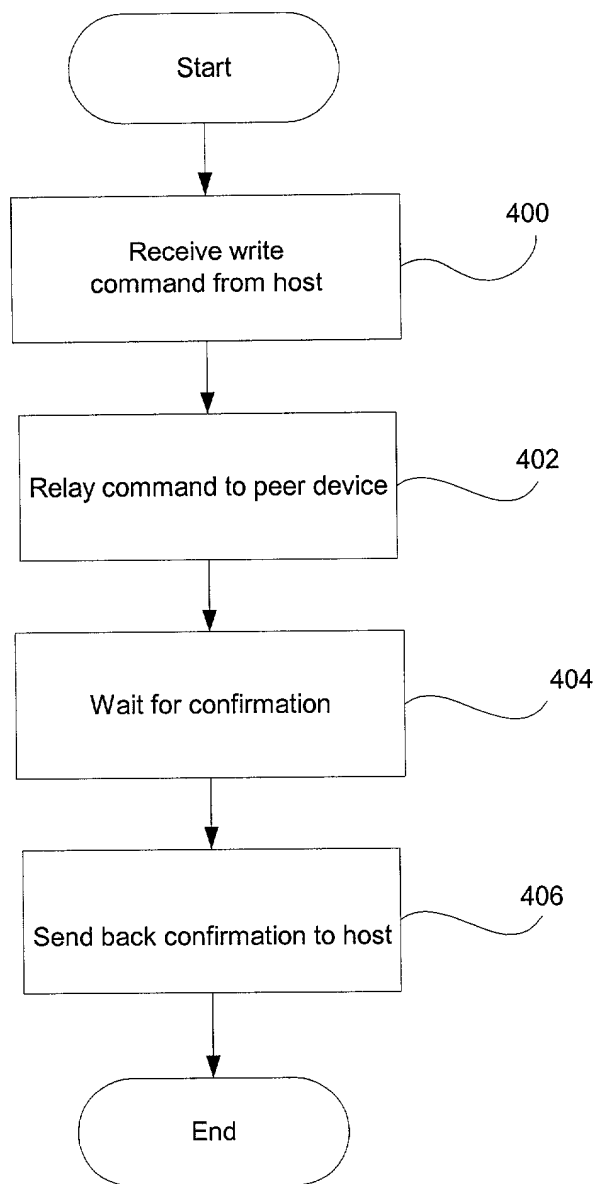 Start
Receive write
command from host
400
Relay command to peer device
402
Wait for confirmation
404
Send back confirmation to host
406
End